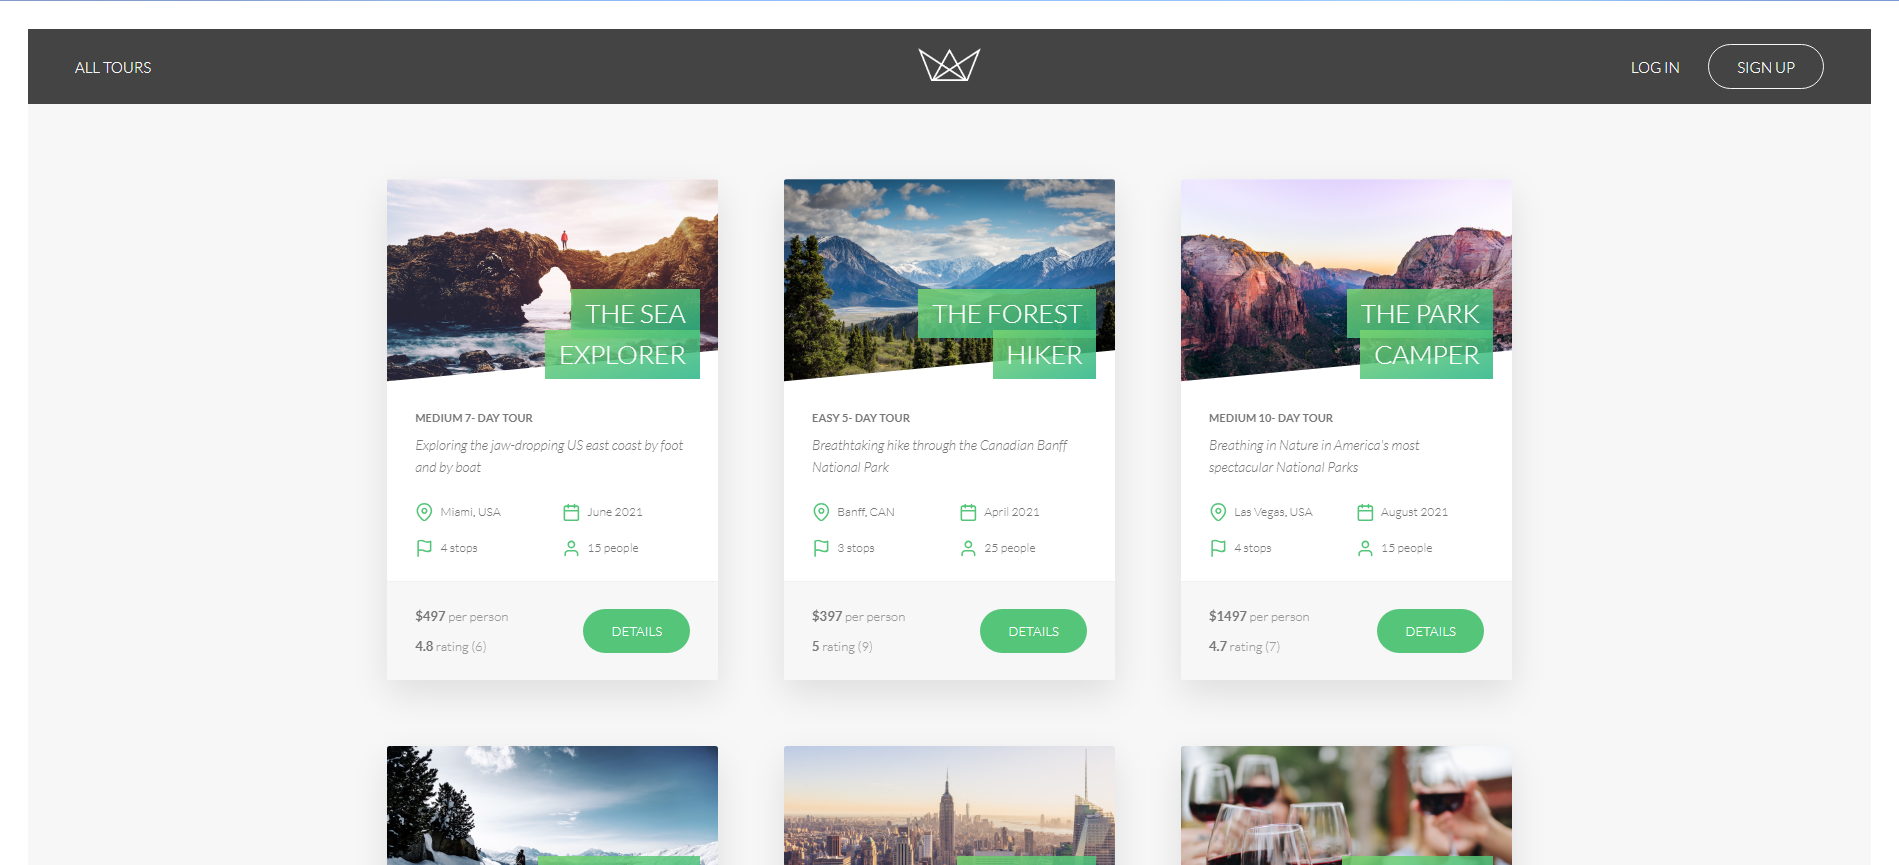 ALL TOURS
LOG IN
SIGN UP
THE SEA
EXPLORER
MEDIUM 7- DAY TOUR
Exploring the jaw-dropping US east coast by foot
and by boat
Miami, USA
June 2021
4 stops
15 people
$497 per person
4.8 rating (6)
DETAILS
THE FOREST
HIKER
EASY 5- DAY TOUR
Breathtaking hike through the Canadian Banff
National Park
Banff, CAN
April 2021
3 stops
25 people
$397 per person
5 rating (9)
DETAILS
THE PARK
CAMPER
MEDIUM 10- DAY TOUR
Breathing in Nature in America's most
spectacular National Parks
Las Vegas, USA
August 2021
4 stops
15 people
$1497 per person
4.7 rating (7)
DETAILS